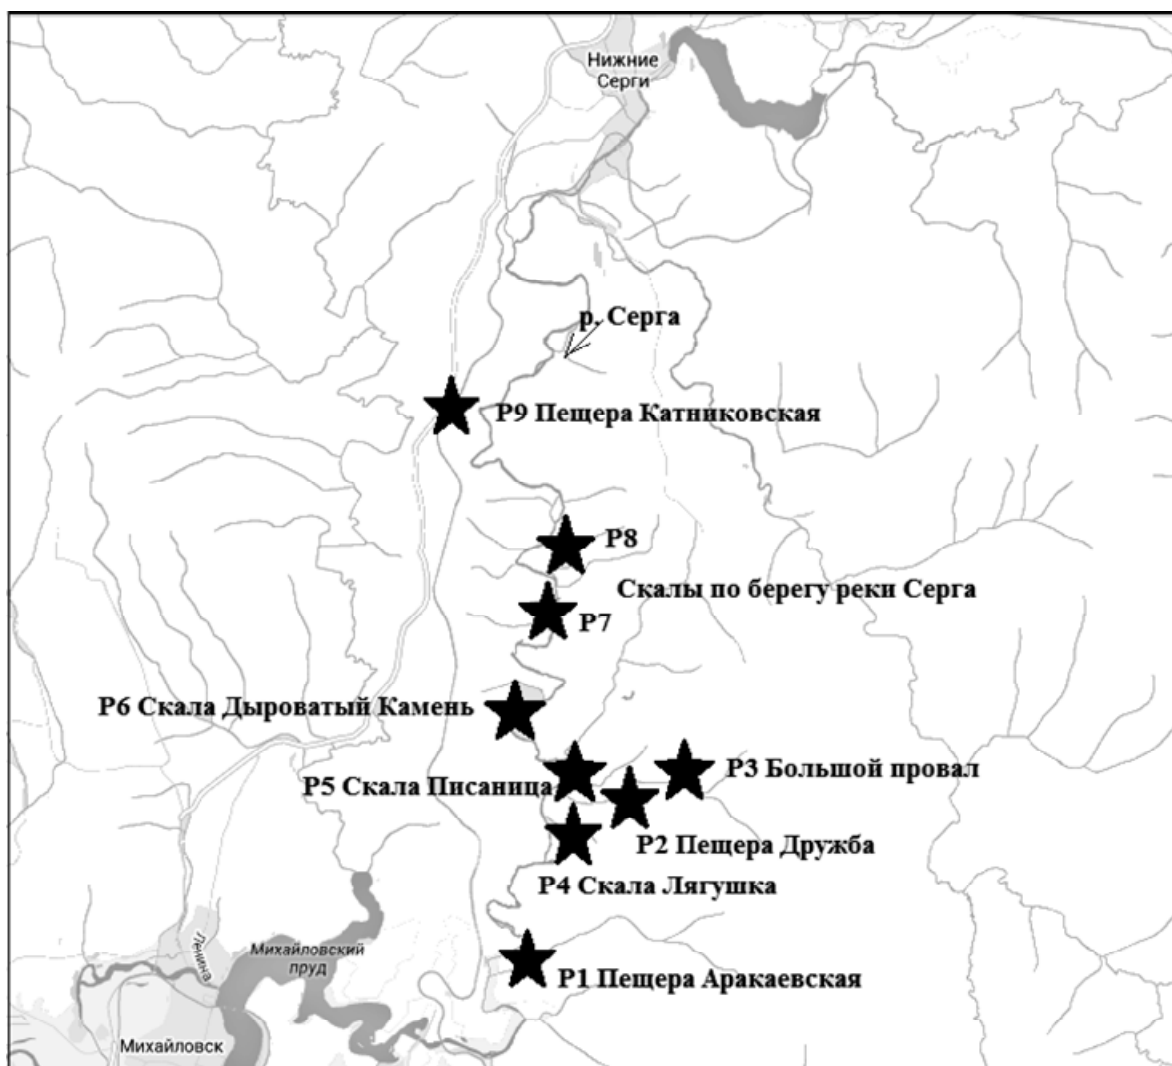 Нижние
Серги
р. Серга
Р9 Пещера Катниковская
Р8
Скалы по берегу реки Серга
Р7
Р6 Скала Дыроватый Камень
Р3 Большой провал
Р5 Скала Писаница
Р2 Пещера Дружба
Р4 Скала Лягушка
Ленина
Михайловский
пруд
Р1 Пещера Аракаевская
Михайловск